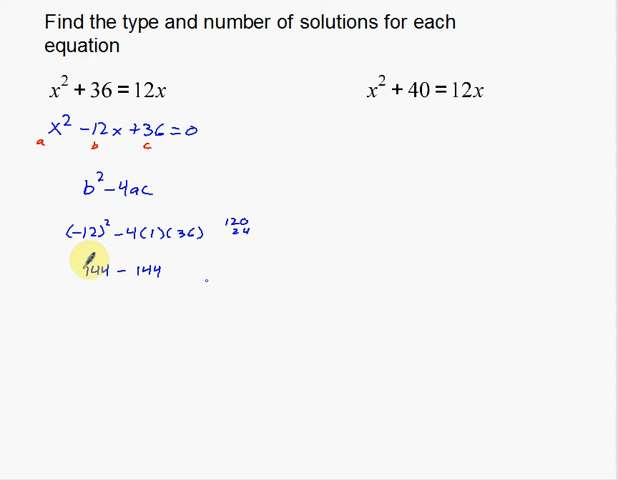 Find the type and number of solutions for each
equation
x² + 36 = 12x
x² + 40 = 12x
x² - 12x + 36 = 0
a b c
b² - 4ac
(-12)² - 4(1)(36)
120
24
144 - 144